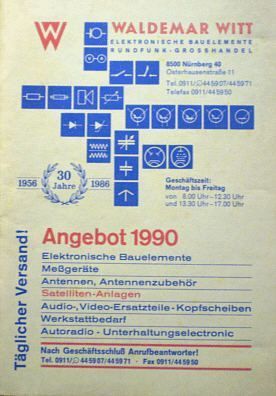 W
WALDEMAR WITT
ELEKTRONISCHE BAUELEMENTE
RUNDFUNK-GROSSHANDEL
8500 Nürnberg 40
Osterhausenstraße 11
Tel. 0911/445907/445971
Telefax 0911/445950
1956
30
Jahre
1986
Geschäftszeit:
Montag bis Freitag
von 8.00 Uhr-12.30 Uhr
und 13.30 Uhr-17.00 Uhr
Täglicher Versand!
Angebot 1990
Elektronische Bauelemente
Meßgeräte
Antennen, Antennenzubehör
Satelliten-Anlagen
Audio-, Video-Ersatzteile-Kopfscheiben
Werkstattbedarf
Autoradio - Unterhaltungselectronic
Nach Geschäftsschluß Anrufbeantworter!
Tel. 0911/445907/445971 · Fax 0911/445950